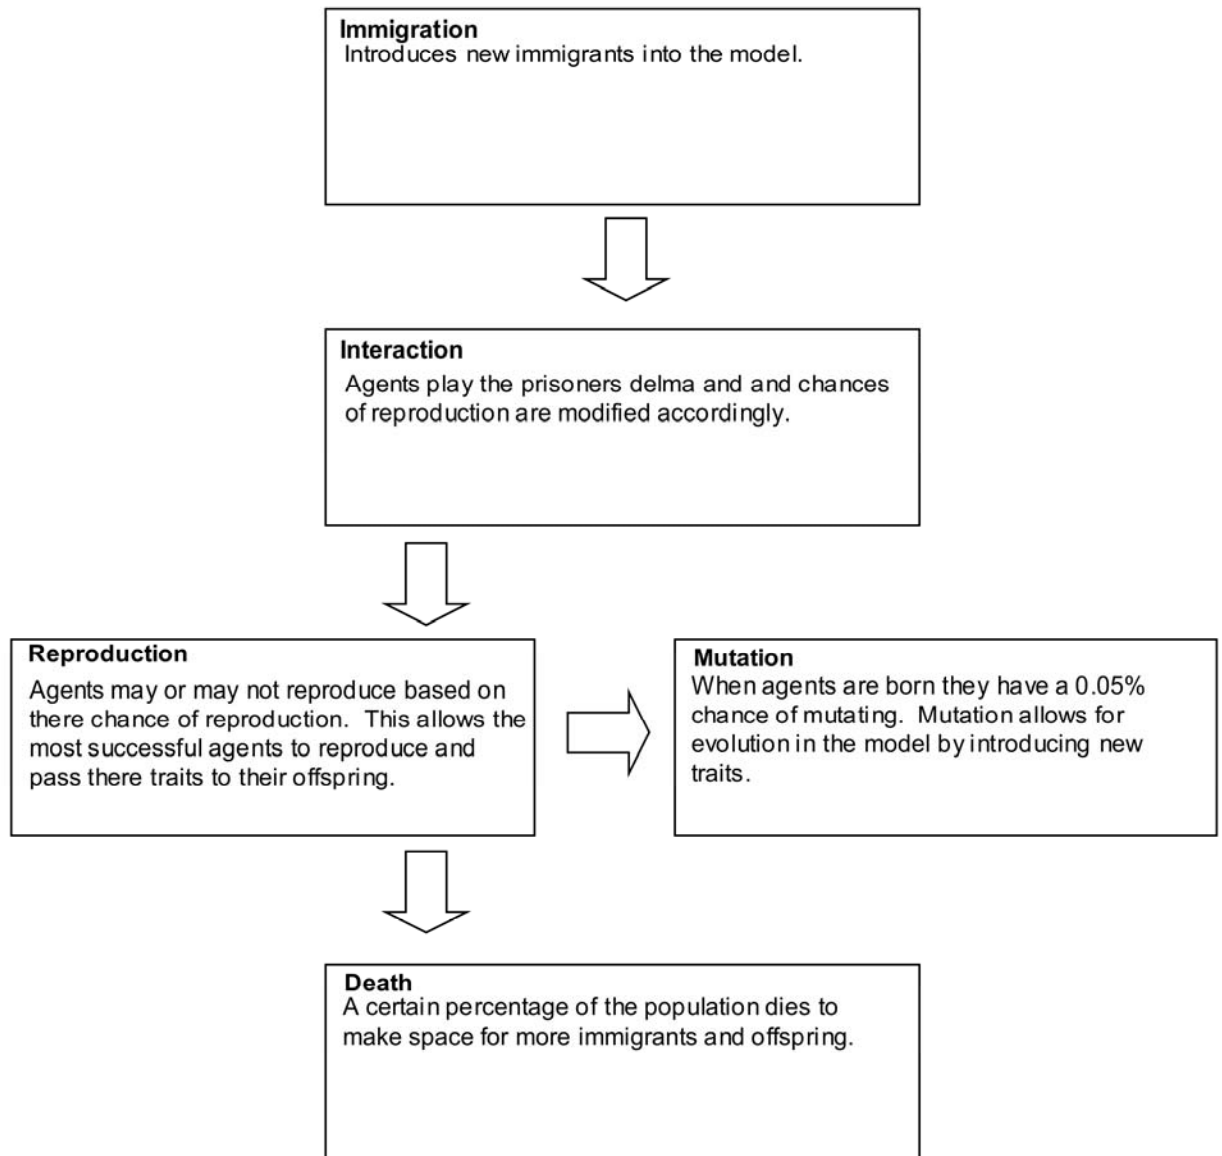 Immigration
Introduces new immigrants into the model.
Interaction
Agents play the prisoners delma and and chances
of reproduction are modified accordingly.
Reproduction
Agents may or may not reproduce based on
there chance of reproduction. This allows the
most successful agents to reproduce and
pass there traits to their offspring.
Mutation
When agents are born they have a 0.05%
chance of mutating. Mutation allows for
evolution in the model by introducing new
traits.
Death
A certain percentage of the population dies to
make space for more immigrants and offspring.